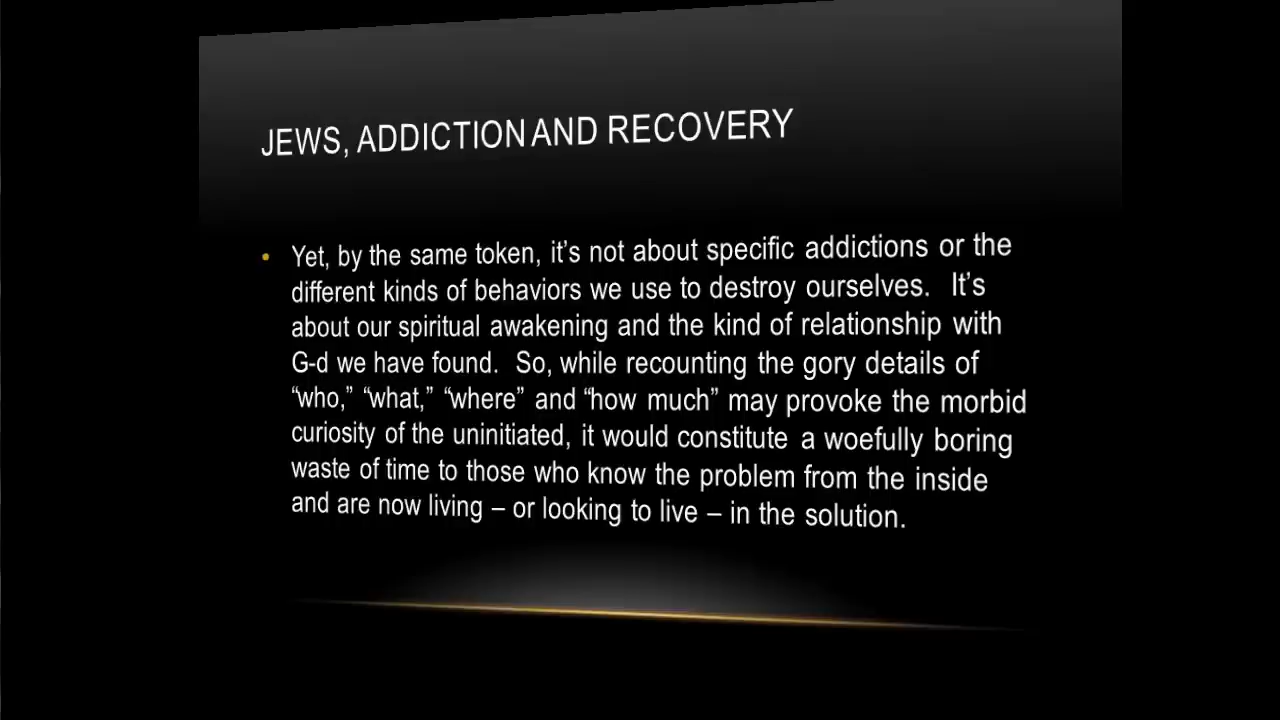 JEWS, ADDICTION AND RECOVERY
• Yet, by the same token, it’s not about specific addictions or the
different kinds of behaviors we use to destroy ourselves.  It’s
about our spiritual awakening and the kind of relationship with
G-d we have found.  So, while recounting the gory details of
“who,” “what,” “where” and “how much” may provoke the morbid
curiosity of the uninitiated, it would constitute a woefully boring
waste of time to those who know the problem from the inside
and are now living – or looking to live – in the solution.